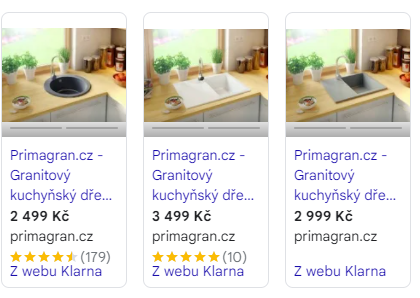 Primagran.cz -
Granitový
kuchyňský dře...
2 499 Kč
primagran.cz
(179)
Z webu Klarna
Primagran.cz -
Granitový
kuchyňský dře...
3 499 Kč
primagran.cz
(10)
Z webu Klarna
Primagran.cz -
Granitový
kuchyňský dře...
2 999 Kč
primagran.cz
Z webu Klarna